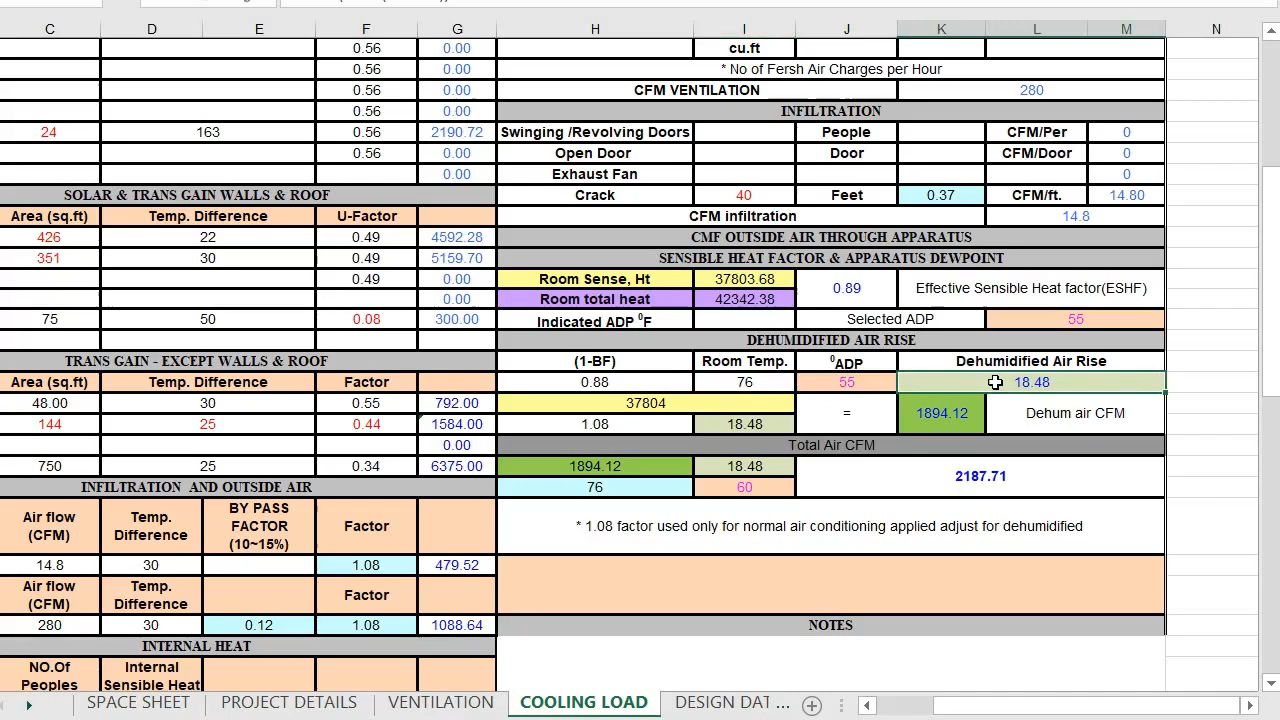 C D E F G H I J K L M N
0.56 0.00 cu.ft
0.56 0.00 * No of Fersh Air Charges per Hour
0.56 0.00 CFM VENTILATION 280
0.56 0.00 INFILTRATION
24 163 0.56 2190.72 Swinging /Revolving Doors People CFM/Per 0
0.56 0.00 Open Door Door CFM/Door 0
0.00 Exhaust Fan 0
SOLAR & TRANS GAIN WALLS & ROOF Crack 40 Feet 0.37 CFM/ft. 14.80
Area (sq.ft) Temp. Difference U-Factor CFM infiltration 14.8
426 22 0.49 4592.28 CMF OUTSIDE AIR THROUGH APPARATUS
351 30 0.49 5159.70 SENSIBLE HEAT FACTOR & APPARATUS DEWPOINT
0.49 0.00 Room Sense, Ht 37803.68 0.89 Effective Sensible Heat factor(ESHF)
0.00 Room total heat 42342.38
75 50 0.08 300.00 Indicated ADP ⁰F Selected ADP 55
DEHUMIDIFIED AIR RISE
TRANS GAIN - EXCEPT WALLS & ROOF (1-BF) Room Temp. ⁰ADP Dehumidified Air Rise
Area (sq.ft) Temp. Difference Factor 0.88 76 55 18.48
48.00 30 0.55 792.00 37804 = 1894.12 Dehum air CFM
144 25 0.44 1584.00 1.08 18.48
0.00 Total Air CFM
750 25 0.34 6375.00 1894.12 18.48 2187.71
INFILTRATION AND OUTSIDE AIR 76 60
Air flow (CFM) Temp. Difference BY PASS FACTOR (10~15%) Factor * 1.08 factor used only for normal air conditioning applied adjust for dehumidified
14.8 30 1.08 479.52
Air flow (CFM) Temp. Difference Factor
280 30 0.12 1.08 1088.64 NOTES
INTERNAL HEAT
NO.Of Peoples Internal Sensible Heat
SPACE SHEET PROJECT DETAILS VENTILATION COOLING LOAD DESIGN DAT ...